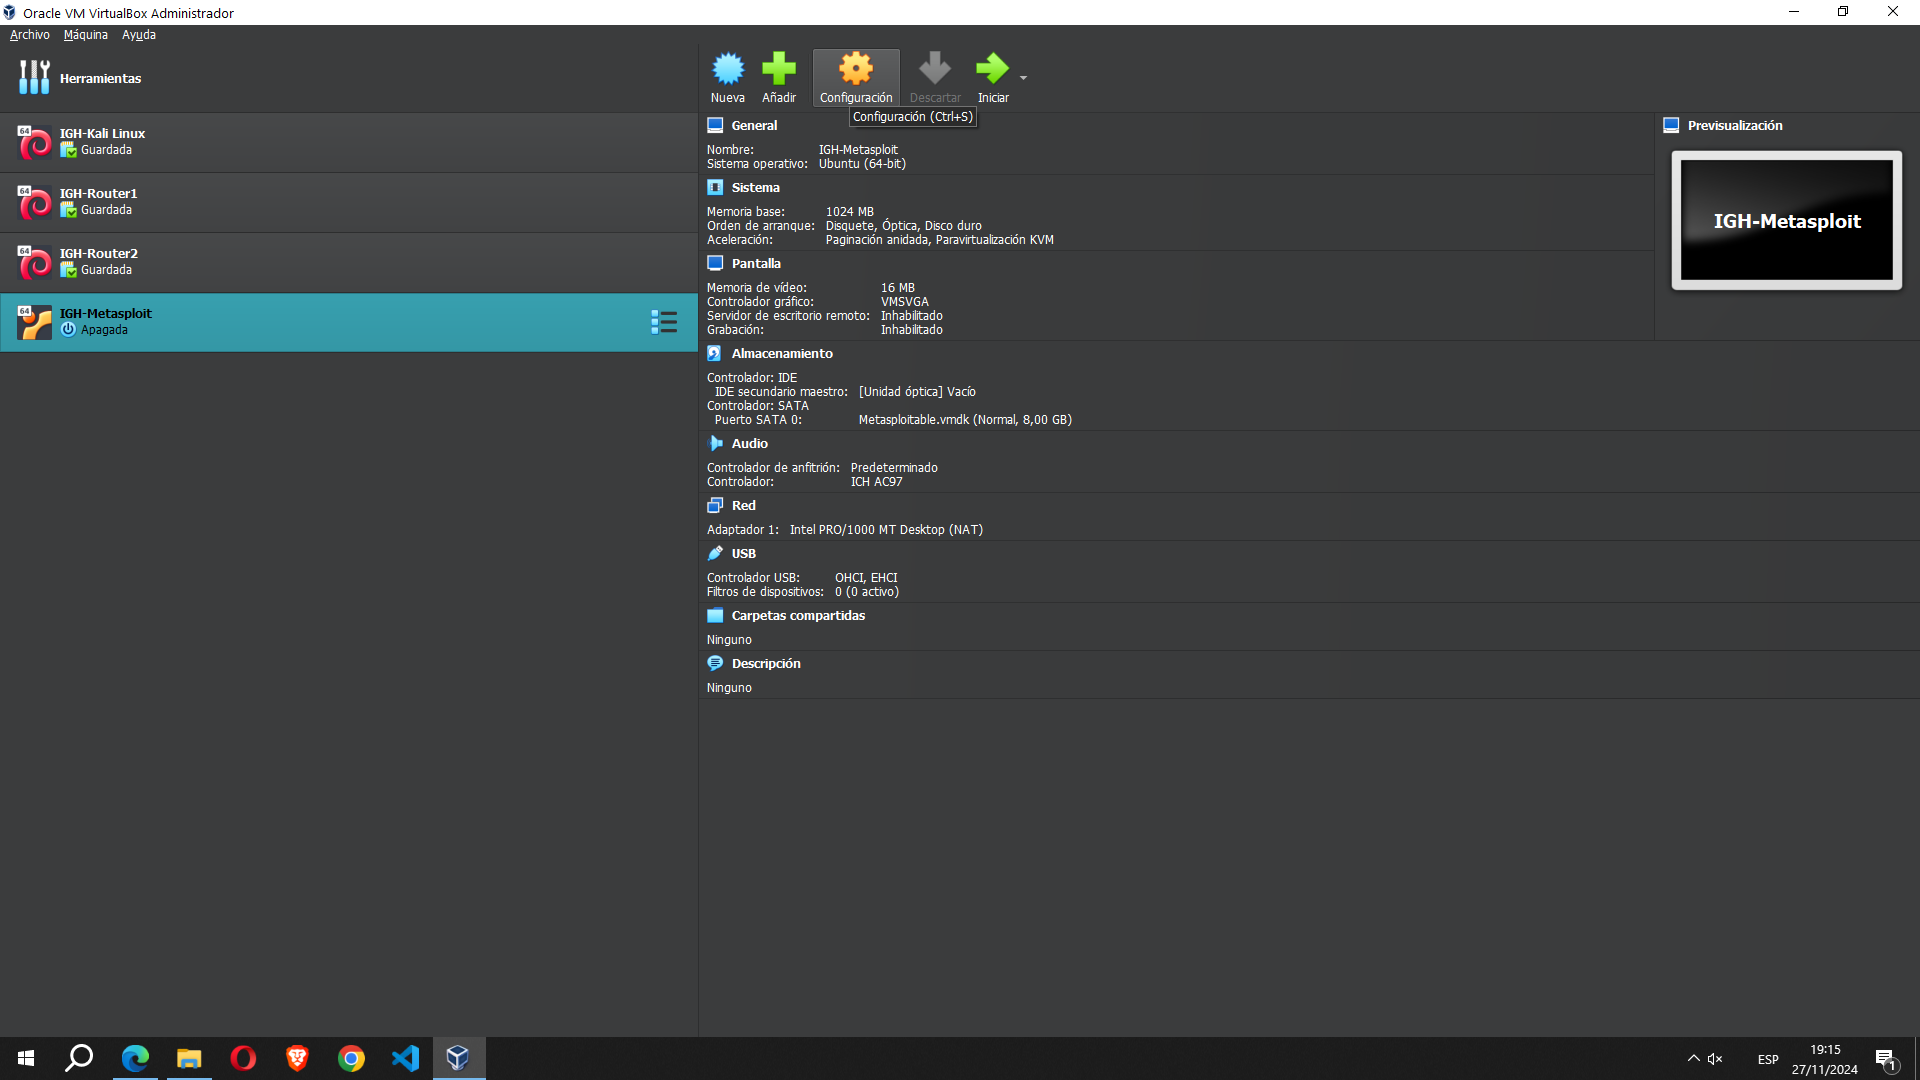 Oracle VM VirtualBox Administrador
Archivo Máquina Ayuda
Herramientas
64
IGH-Kali Linux
Guardada
64
IGH-Router1
Guardada
64
IGH-Router2
Guardada
64
IGH-Metasploit
Apagada
Nueva Añadir Configuración Descartar Iniciar
Configuración (Ctrl+S)
General
Nombre: IGH-Metasploit
Sistema operativo: Ubuntu (64-bit)
Sistema
Memoria base: 1024 MB
Orden de arranque: Disquete, Óptica, Disco duro
Aceleración: Paginación anidada, Paravirtualización KVM
Pantalla
Memoria de vídeo: 16 MB
Controlador gráfico: VMSVGA
Servidor de escritorio remoto: Inhabilitado
Grabación: Inhabilitado
Almacenamiento
Controlador: IDE
IDE secundario maestro: [Unidad óptica] Vacío
Controlador: SATA
Puerto SATA 0: Metasploitable.vmdk (Normal, 8,00 GB)
Audio
Controlador de anfitrión: Predeterminado
Controlador: ICH AC97
Red
Adaptador 1: Intel PRO/1000 MT Desktop (NAT)
USB
Controlador USB: OHCI, EHCI
Filtros de dispositivos: 0 (0 activo)
Carpetas compartidas
Ninguno
Descripción
Ninguno
Previsualización
IGH-Metasploit
ESP
19:15
27/11/2024
1